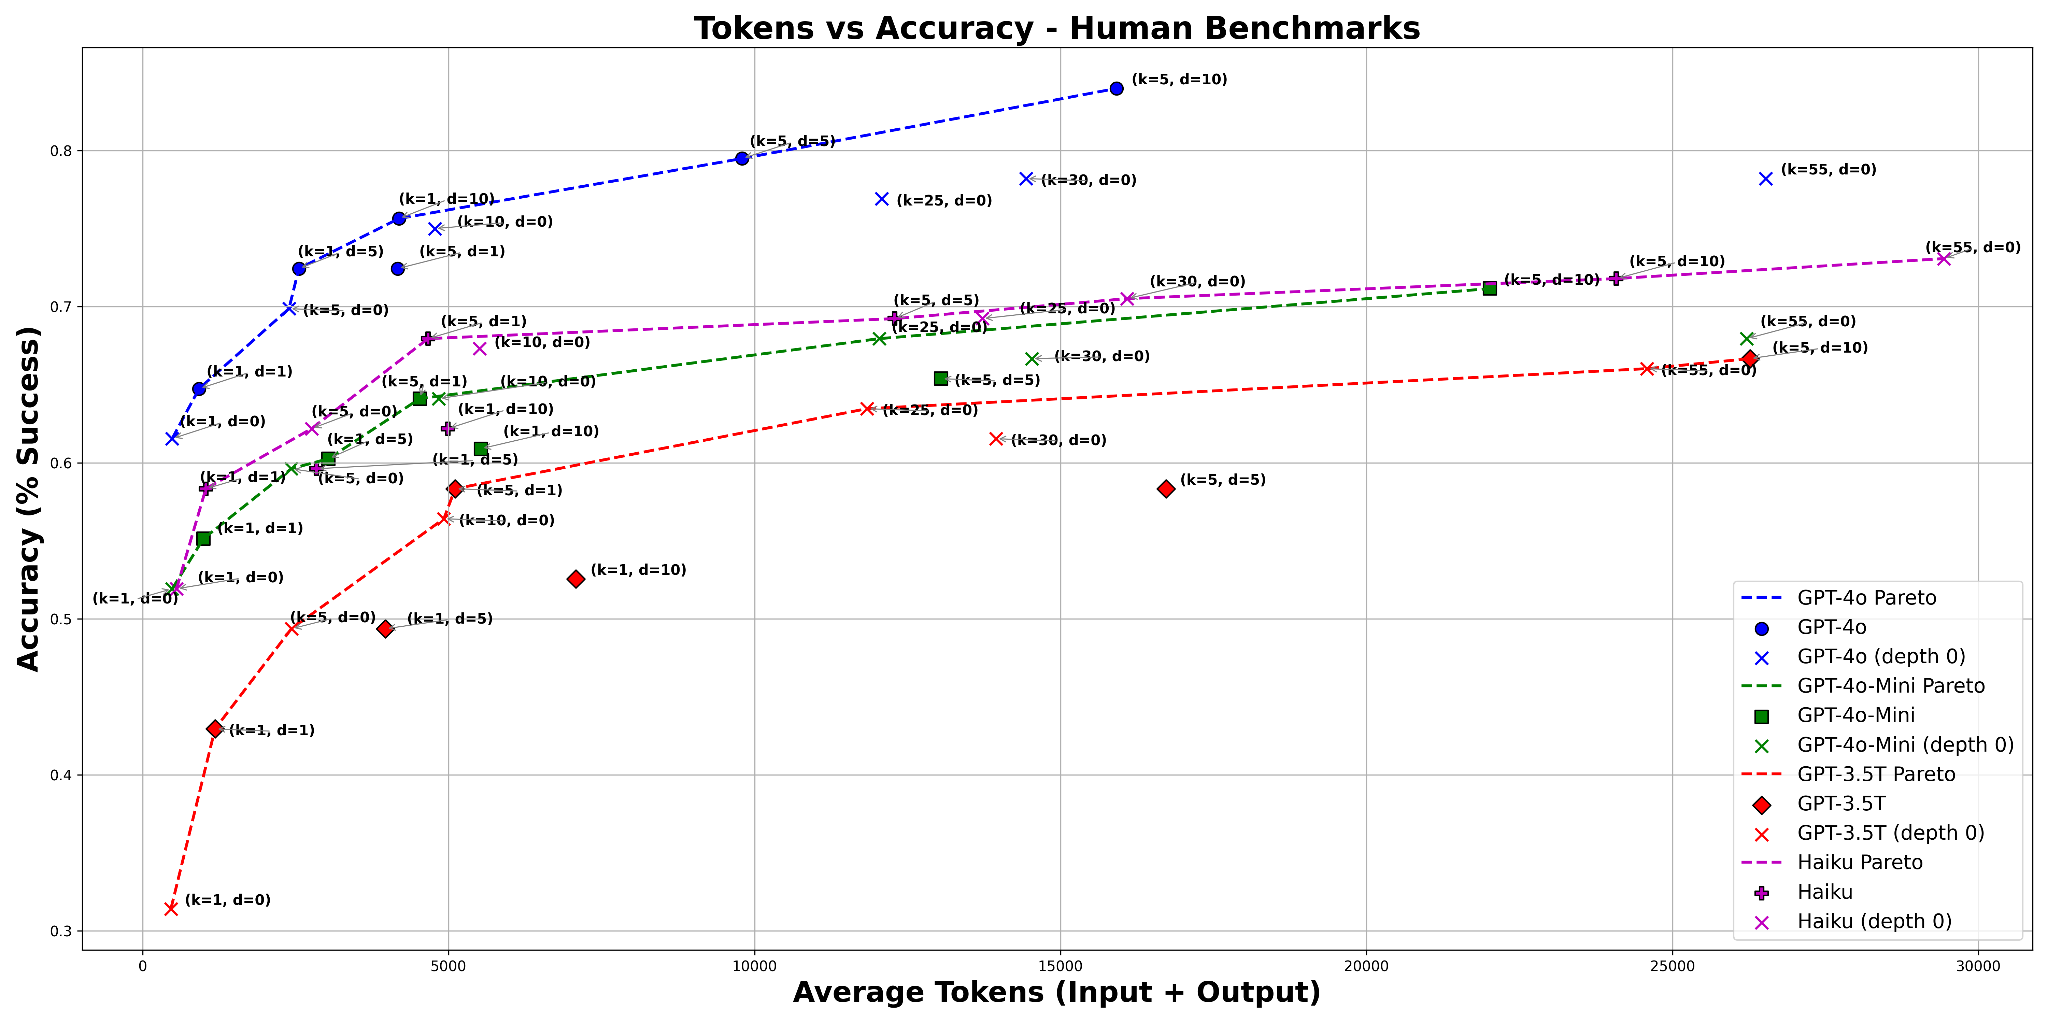 Tokens vs Accuracy - Human Benchmarks
(k=5, d=10)
0.8
(k=5, d=5)
(k=55, d=0)
(k=30, d=0)
(k=1, d=10)
(k=25, d=0)
(k=10, d=0)
(k=1, d=5)
(k=5, d=1)
(k=55, d=0)
(k=5, d=10)
(k=30, d=0)
(k=5, d=10)
(k=5, d=5)
0.7
(k=5, d=0)
(k=25, d=0)
(k=5, d=1)
(k=25, d=0)
(k=55, d=0)
(k=10, d=0)
(k=5, d=10)
(k=30, d=0)
(k=1, d=1)
(k=55, d=0)
(k=5, d=1)
(k=10, d=0)
(k=5, d=5)
(k=5, d=0)
(k=1, d=10)
(k=25, d=0)
(k=1, d=0)
(k=1, d=5)
(k=1, d=10)
(k=30, d=0)
0.6
(k=1, d=5)
(k=1, d=1)
(k=5, d=0)
(k=5, d=5)
(k=5, d=1)
(k=10, d=0)
(k=1, d=1)
(k=1, d=10)
(k=1, d=0)
(k=1, d=0)
0.5
(k=5, d=0)
(k=1, d=5)
(k=1, d=1)
0.4
(k=1, d=0)
0.3
Accuracy (% Success)
GPT-4o Pareto
GPT-4o
GPT-4o (depth 0)
GPT-4o-Mini Pareto
GPT-4o-Mini
GPT-4o-Mini (depth 0)
GPT-3.5T Pareto
GPT-3.5T
GPT-3.5T (depth 0)
Haiku Pareto
Haiku
Haiku (depth 0)
0 5000 10000 15000 20000 25000 30000
Average Tokens (Input + Output)